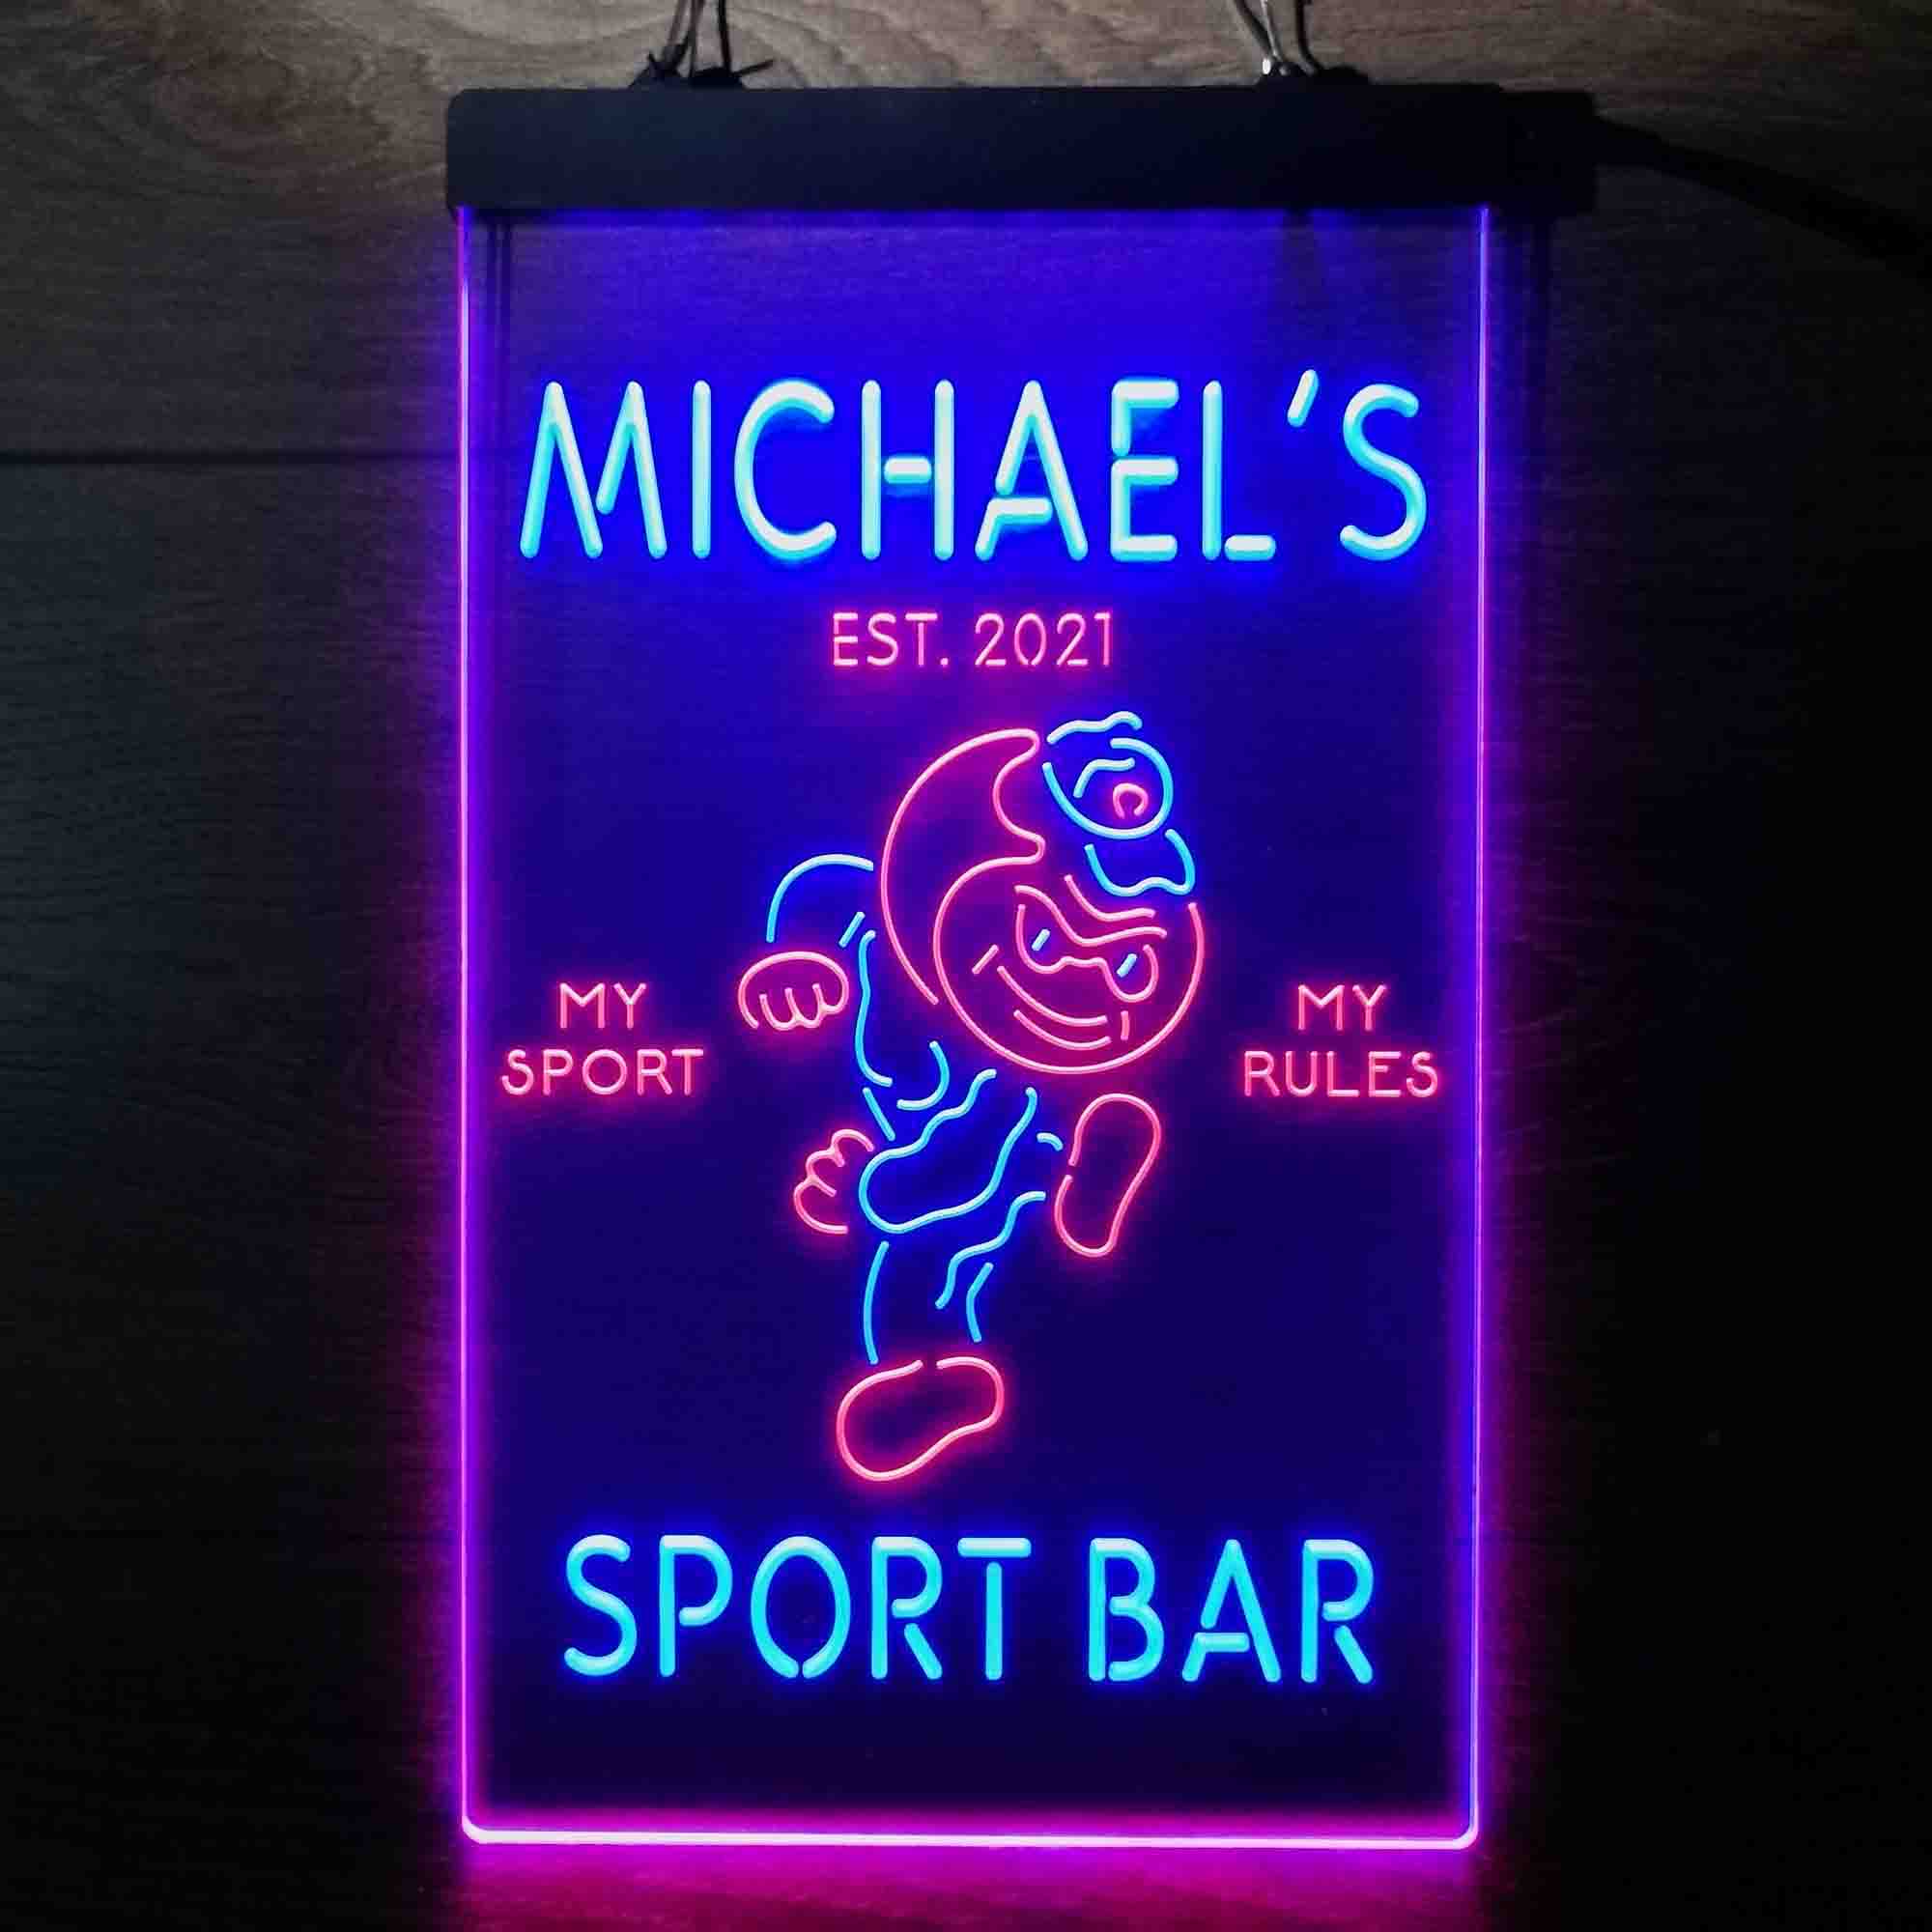 MICHAEL'S
EST. 2021
MY
SPORT
MY
RULES
SPORT BAR